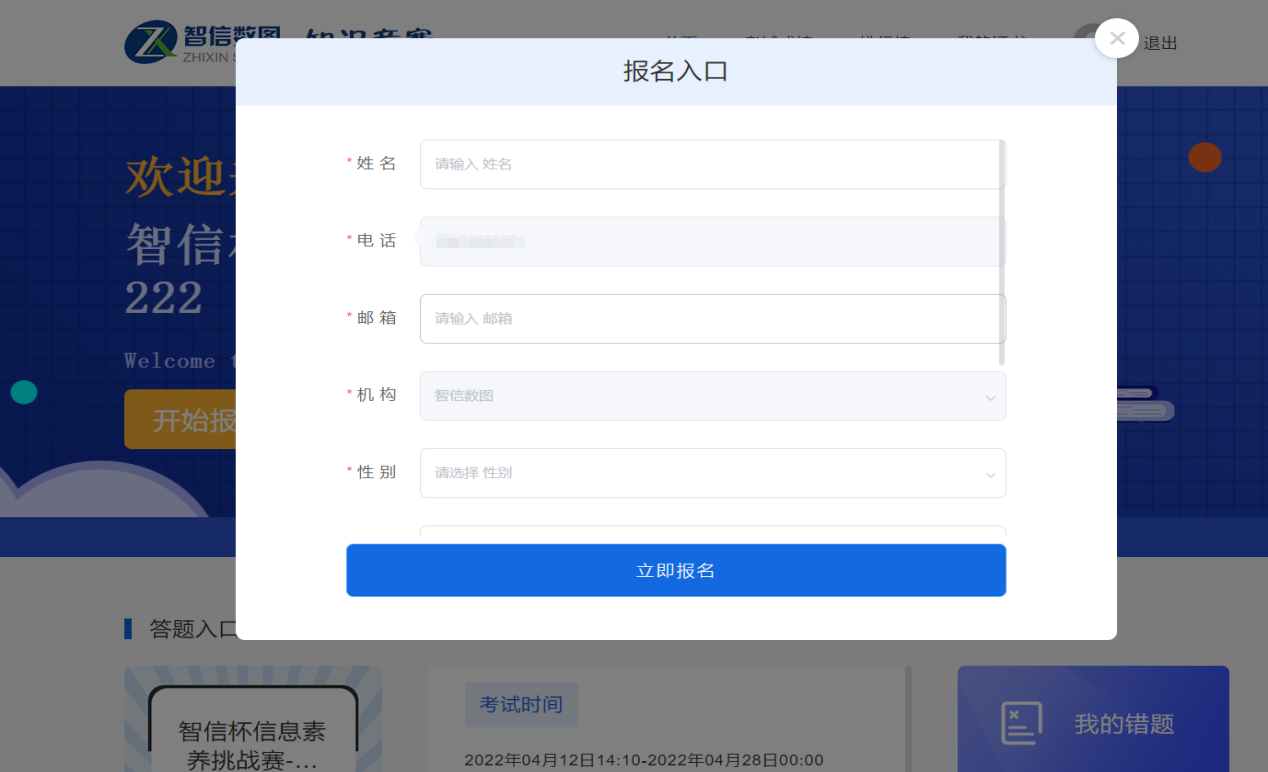 智信数图
ZHIXIN
首页
退出
报名入口
* 姓 名
请输入 姓名
* 电 话
* 邮 箱
请输入 邮箱
* 机 构
智信数图
* 性 别
请选择 性别
立即报名
欢迎
智信
222
Welcome
开始报
答题入口
智信杯信息素
养挑战赛-...
考试时间
2022年04月12日14:10-2022年04月28日00:00
我的错题